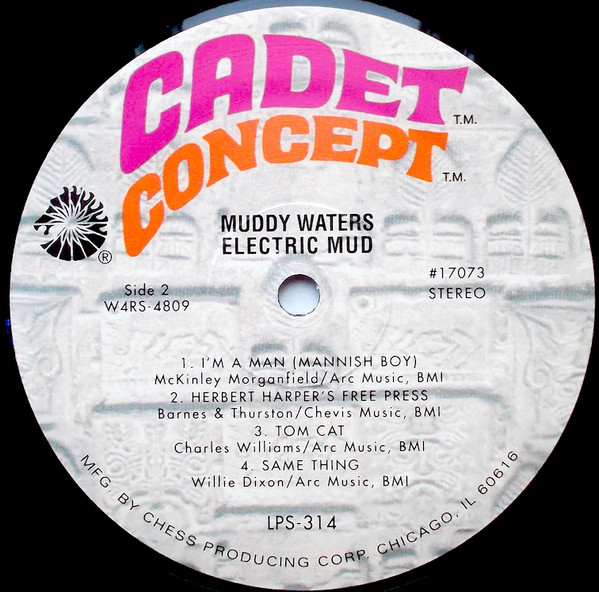 CADET T.M.
CONCEPT T.M.
®
MUDDY WATERS
ELECTRIC MUD
Side 2
W4RS-4809
#17073
STEREO
1. I'M A MAN (MANNISH BOY)
McKinley Morganfield/Arc Music, BMI
2. HERBERT HARPER'S FREE PRESS
Barnes & Thurston/Chevis Music, BMI
3. TOM CAT
Charles Williams/Arc Music, BMI
4. SAME THING
Willie Dixon/Arc Music, BMI
LPS-314
MFG. BY CHESS PRODUCING CORP. CHICAGO, IL 60616